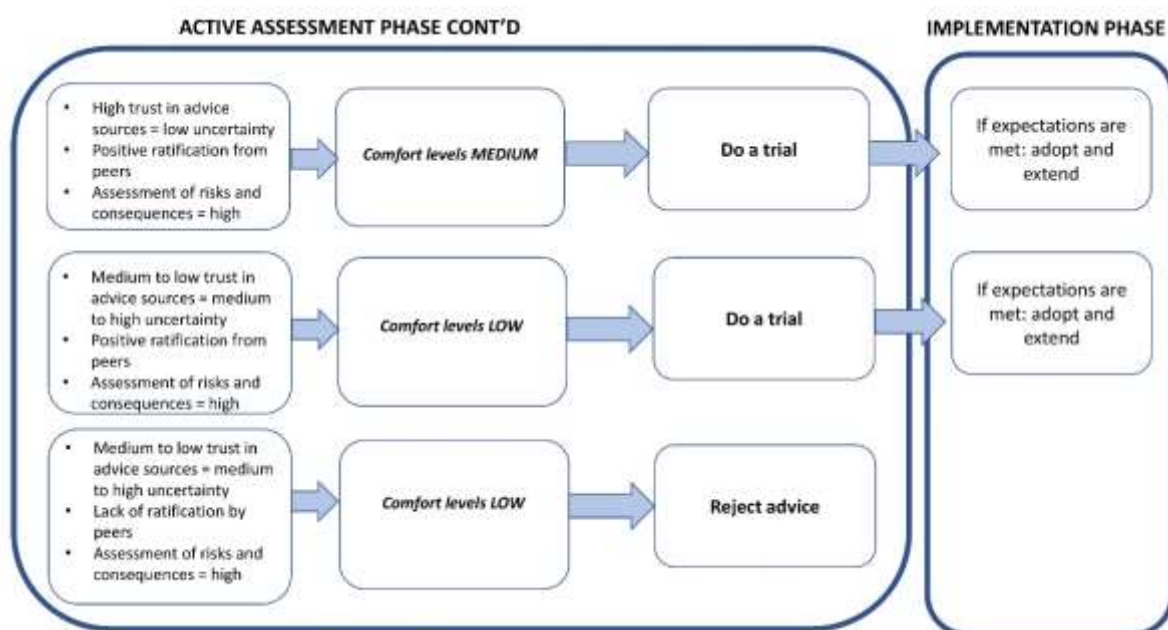 ACTIVE ASSESSMENT PHASE CONT’D
IMPLEMENTATION PHASE
• High trust in advice
sources = low uncertainty
• Positive ratification from
peers
• Assessment of risks and
consequences = high
Comfort levels MEDIUM
Do a trial
If expectations are
met: adopt and
extend
• Medium to low trust in
advice sources = medium
to high uncertainty
• Positive ratification from
peers
• Assessment of risks and
consequences = high
Comfort levels LOW
Do a trial
If expectations are
met: adopt and
extend
• Medium to low trust in
advice sources = medium
to high uncertainty
• Lack of ratification by
peers
• Assessment of risks and
consequences = high
Comfort levels LOW
Reject advice